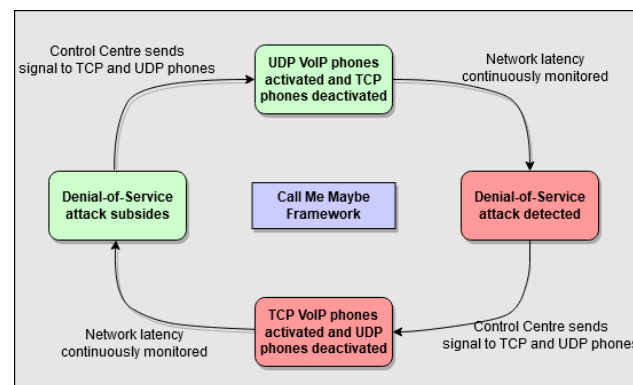 Control Centre sends
signal to TCP and UDP phones
UDP VoIP phones
activated and TCP
phones deactivated
Network latency
continuously monitored
Denial-of-Service
attack subsides
Call Me Maybe
Framework
Denial-of-Service
attack detected
Network latency
continuously monitored
TCP VoIP phones
activated and UDP
phones deactivated
Control Centre sends
signal to TCP and UDP phones